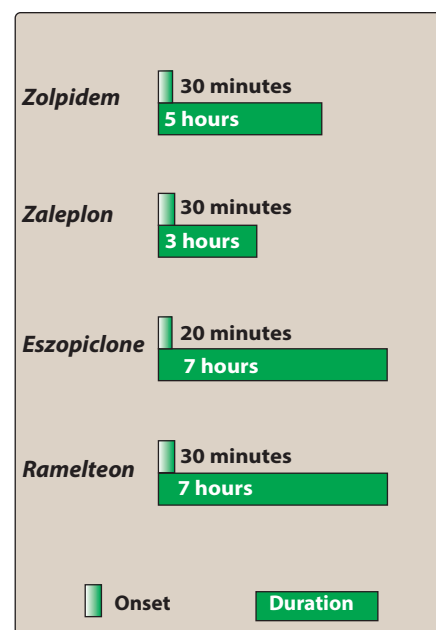 Zolpidem
30 minutes
5 hours
Zaleplon
30 minutes
3 hours
Eszopiclone
20 minutes
7 hours
Ramelteon
30 minutes
7 hours
Onset
Duration